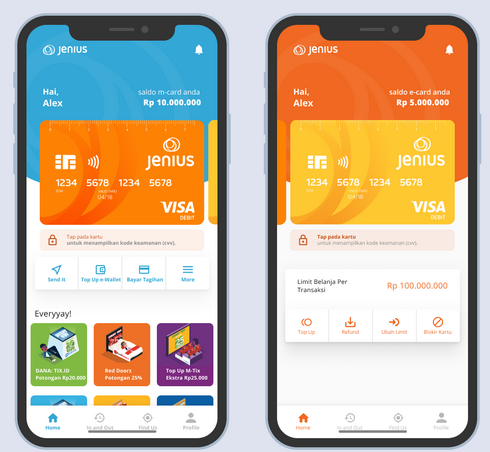 Jenius
Hai,
Alex
saldo m-card anda
Rp 10.000.000
Jenius
1234 5678 1234 5678
04/18
VISA
DEBIT
Tap pada kartu
untuk menampilkan kode keamanan (cvv).
Send It
Top Up e-Wallet
Bayar Tagihan
More
Everyyay!
DANA: TIX.ID
Potongan Rp20.000
Red Doors
Potongan 25%
Top Up M-Tix
Ekstra Rp25.000
Home
In and Out
Find Us
Profile
Jenius
Hai,
Alex
saldo e-card anda
Rp 5.000.000
Jenius
1234 5678 1234 5678
04/18
VISA
DEBIT
Tap pada kartu
untuk menampilkan kode keamanan (cvv).
Limit Belanja Per
Transaksi
Rp 100.000.000
Top Up
Refund
Ubah Limit
Blokir Kartu
Home
In and Out
Find Us
Profile